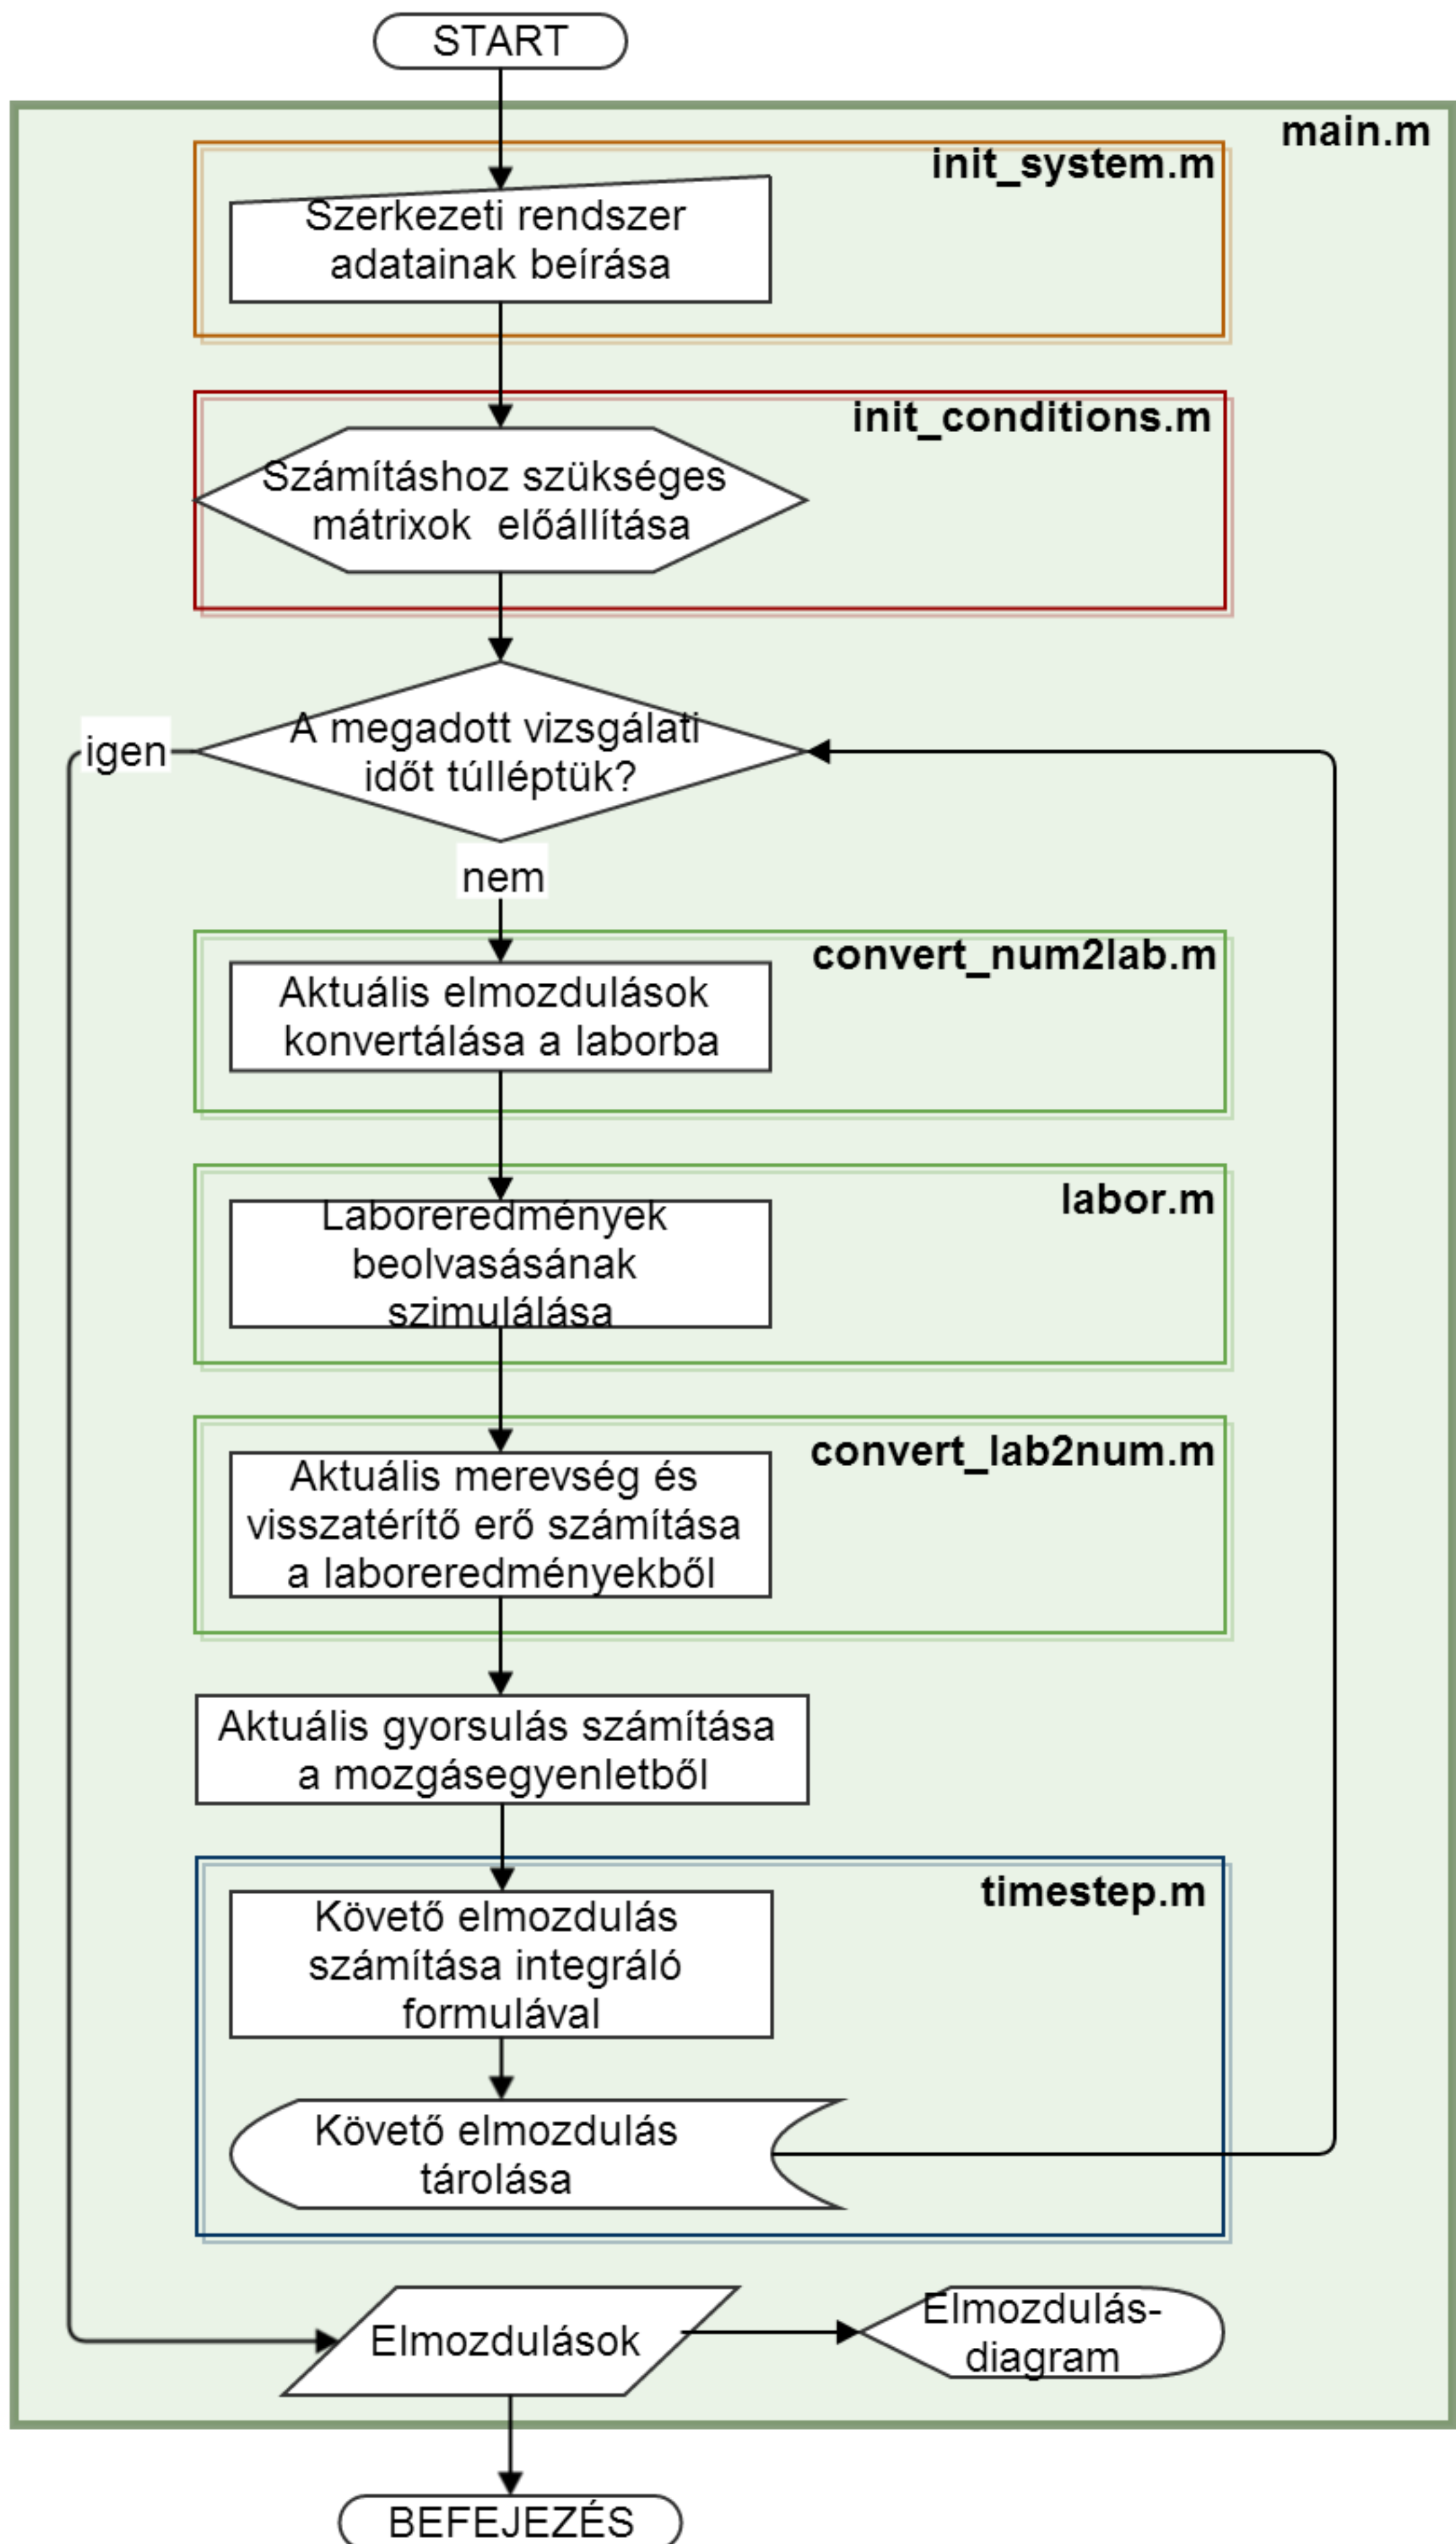 START
main.m
init_system.m
Szerkezeti rendszer
adatainak beírása
init_conditions.m
Számításhoz szükséges
mátrixok előállítása
A megadott vizsgálati
időt túlléptük?
igen
nem
convert_num2lab.m
Aktuális elmozdulások
konvertálása a laborba
labor.m
Laboreredmények
beolvasásának
szimulálása
convert_lab2num.m
Aktuális merevség és
visszatérítő erő számítása
a laboreredményekből
Aktuális gyorsulás számítása
a mozgásegyenletből
timestep.m
Követő elmozdulás
számítása integráló
formulával
Követő elmozdulás
tárolása
Elmozdulások
Elmozdulás-
diagram
BEFEJEZÉS